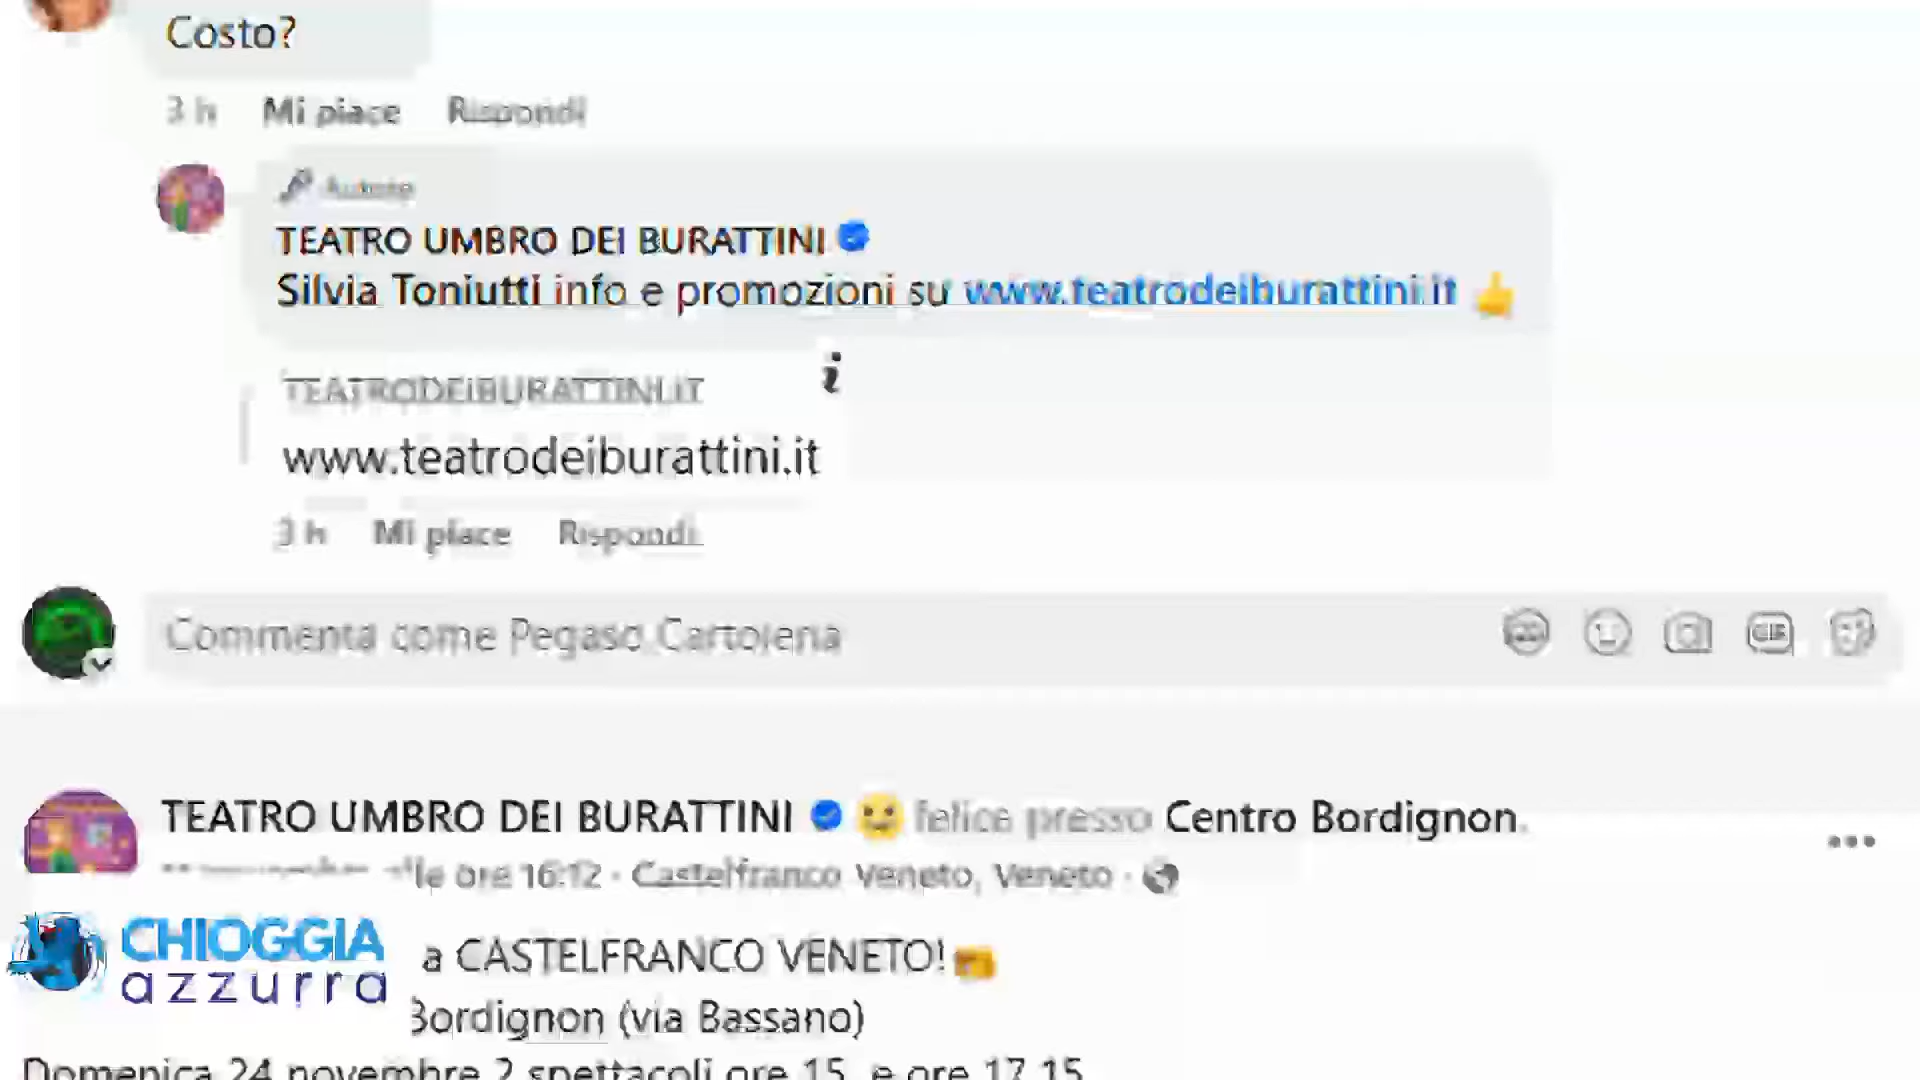 Costo?
3 h Mi piace Rispondi
Autore
TEATRO UMBRO DEI BURATTINI
Silvia Toniutti info e promozioni su www.teatrodeiburattini.it
TEATRODEIBURATTINI.IT
www.teatrodeiburattini.it
3 h Mi piace Rispondi
Commenta come Pegaso Cartoleria
GIF
TEATRO UMBRO DEI BURATTINI felice presso Centro Bordignon.
alle ore 16:12 · Castelfranco Veneto, Veneto ·
CHIOGGIA
azzurra
a CASTELFRANCO VENETO!
Bordignon (via Bassano)
Domenica 24 novembre 2 spettacoli ore 15 e ore 17.15